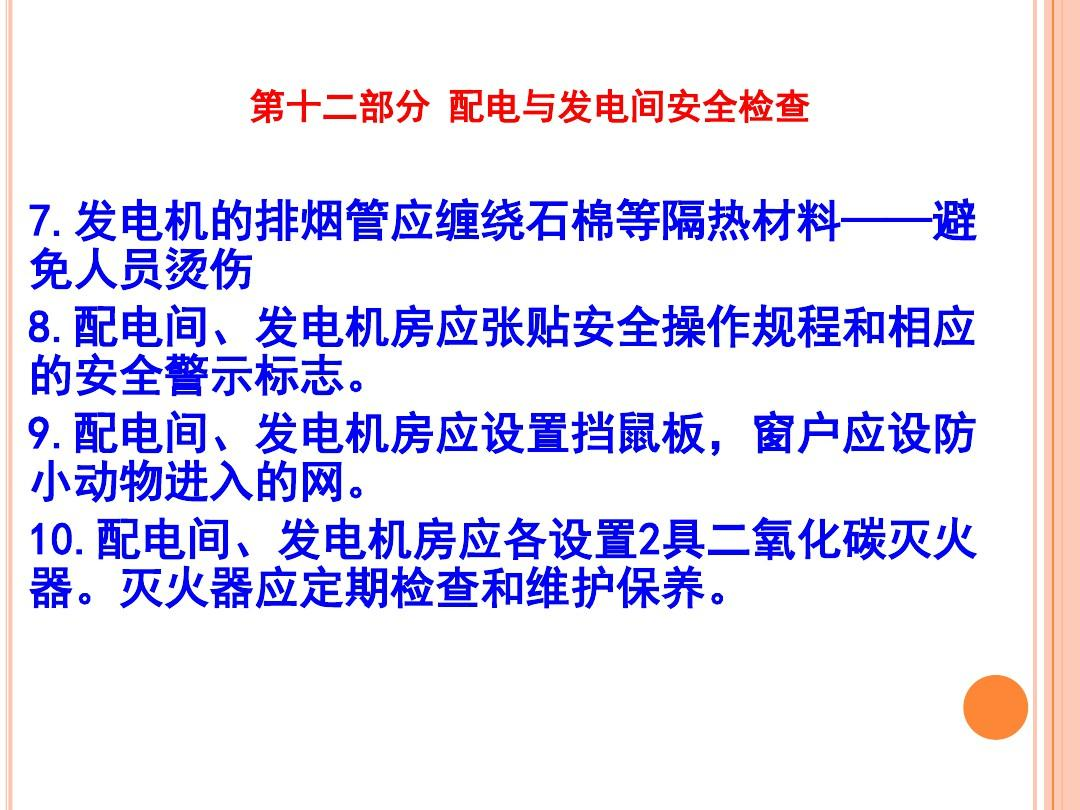 第十二部分 配电与发电间安全检查
7.发电机的排烟管应缠绕石棉等隔热材料——避
免人员烫伤
8.配电间、发电机房应张贴安全操作规程和相应
的安全警示标志。
9.配电间、发电机房应设置挡鼠板，窗户应设防
小动物进入的网。
10.配电间、发电机房应各设置2具二氧化碳灭火
器。灭火器应定期检查和维护保养。